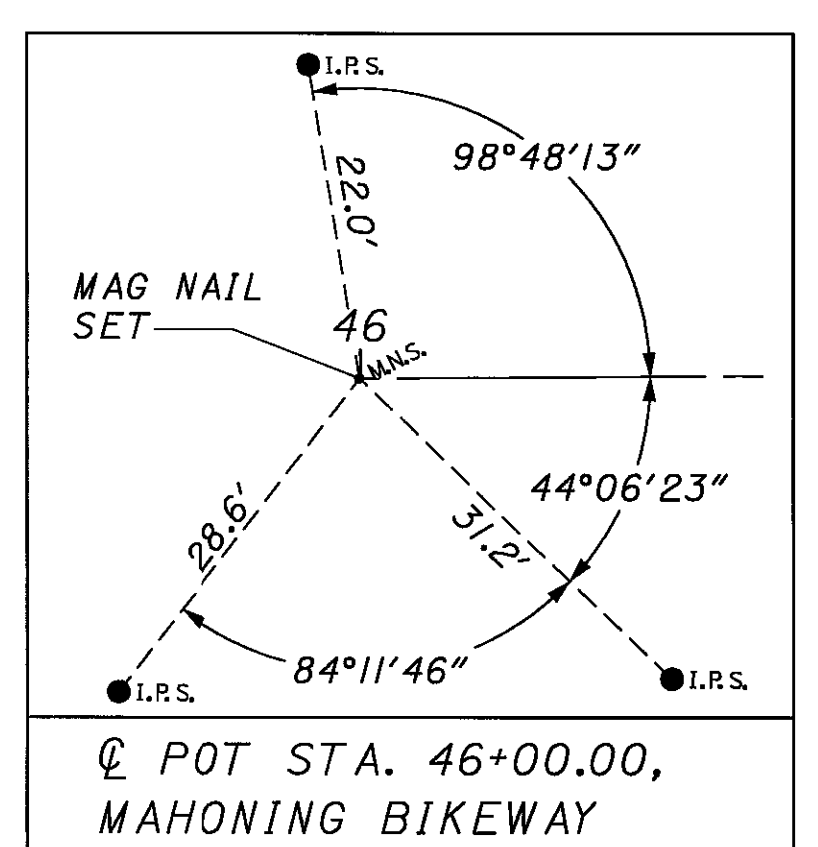 I.P.S.
98°48'13"
22.0'
MAG NAIL
SET
46
M.N.S.
44°06'23"
28.6'
31.2'
84°11'46"
I.P.S.
I.P.S.
℄ POT STA. 46+00.00,
MAHONING BIKEWAY